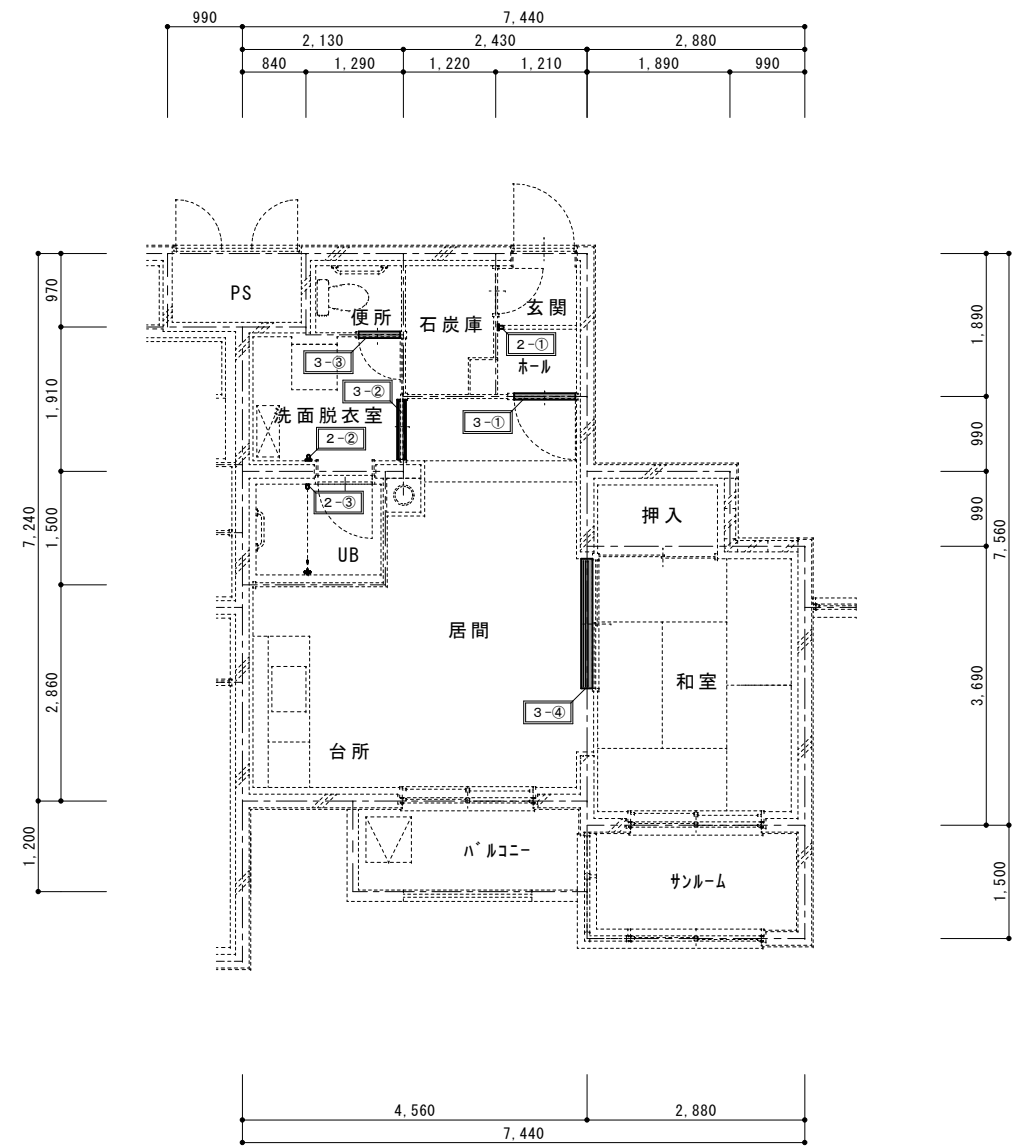 990
7,440
2,130
2,430
2,880
840
1,290
1,220
1,210
1,890
990
PS
便所
石炭庫
玄関
2-①
ホール
3-③
3-②
3-①
洗面脱衣室
2-②
2-③
UB
押入
居間
和室
3-④
台所
バルコニー
サンルーム
970
1,910
7,240
1,500
2,860
1,200
1,890
990
990
7,560
3,690
1,500
4,560
2,880
7,440